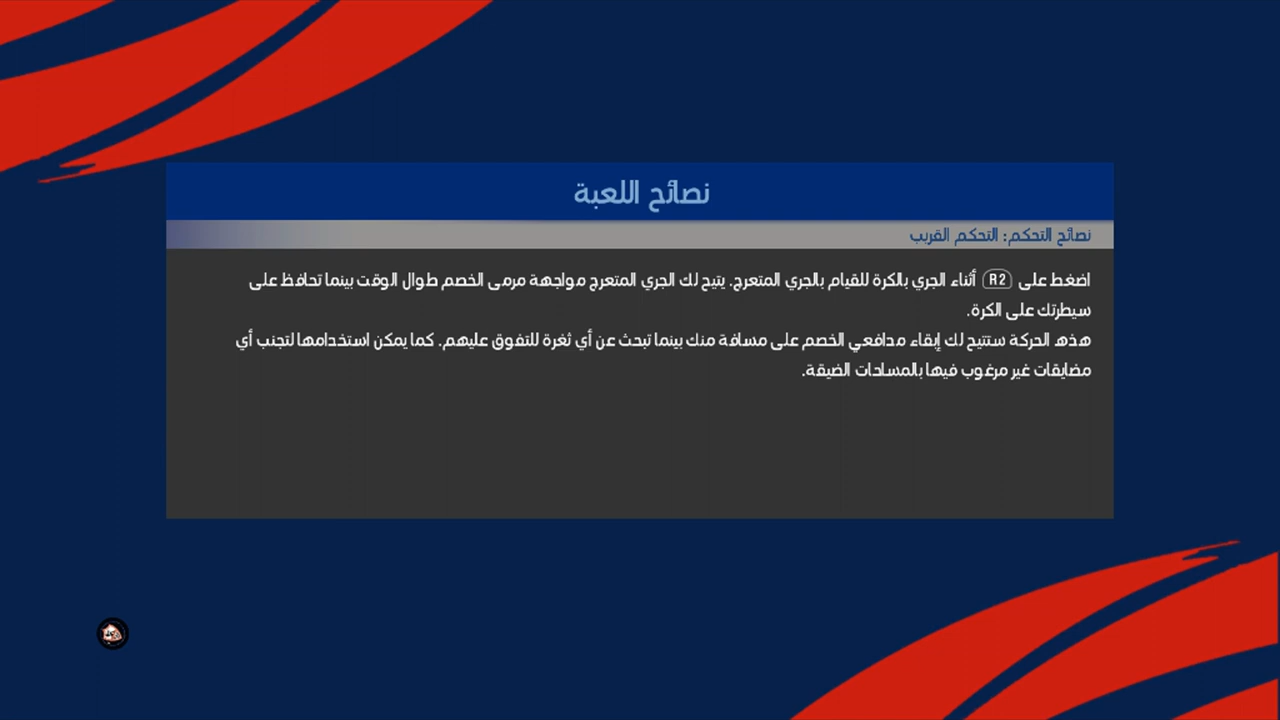 نصائح اللعبة
نصائح التحكم: التحكم القريب
اضغط على R2 أثناء الجري بالكرة للقيام بالجري المتعرج. يتيح لك الجري المتعرج مواجهة مرمى الخصم طوال الوقت بينما تحافظ على
سيطرتك على الكرة.
هذه الحركة ستتيح لك إبقاء مدافعي الخصم على مسافة منك بينما تبحث عن أي ثغرة للتفوق عليهم. كما يمكن استخدامها لتجنب أي
مضايقات غير مرغوب فيها بالمساحات الضيقة.